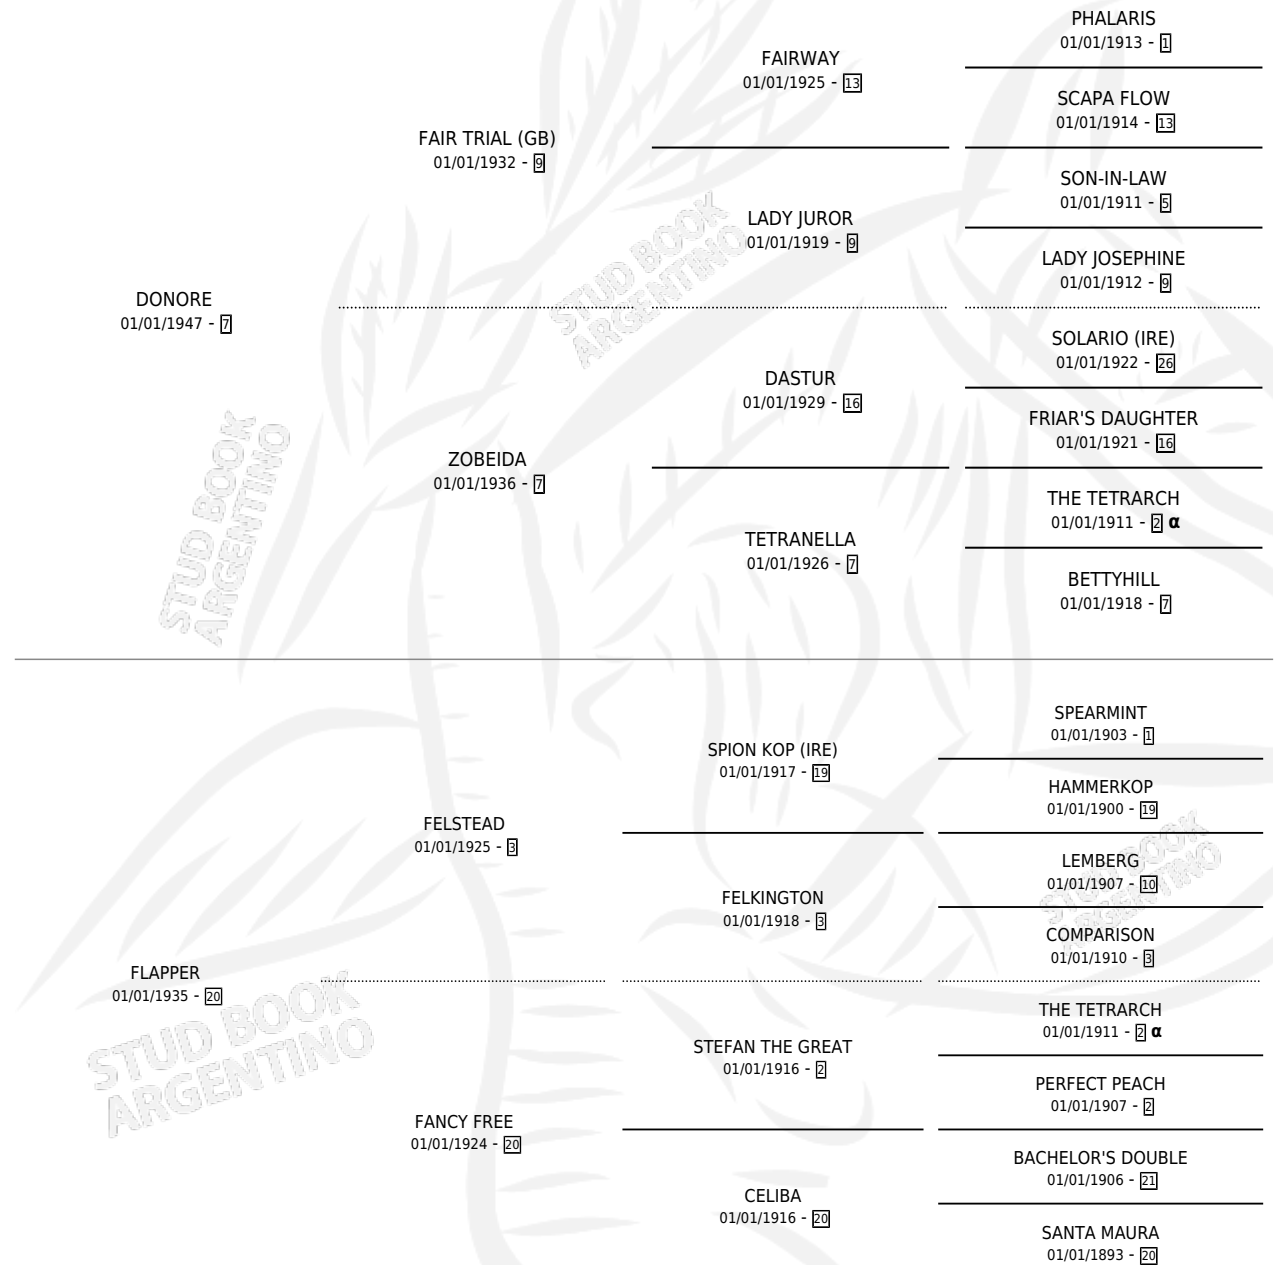 PHALARIS
01/01/1913 - 1
FAIRWAY
01/01/1925 - 13
SCAPA FLOW
01/01/1914 - 13
FAIR TRIAL (GB)
01/01/1932 - 9
SON-IN-LAW
01/01/1911 - 5
LADY JUROR
01/01/1919 - 9
LADY JOSEPHINE
01/01/1912 - 9
DONORE
01/01/1947 - 7
SOLARIO (IRE)
01/01/1922 - 26
DASTUR
01/01/1929 - 16
FRIAR'S DAUGHTER
01/01/1921 - 16
ZOBEIDA
01/01/1936 - 7
THE TETRARCH
01/01/1911 - 2 α
TETRANELLA
01/01/1926 - 7
BETTYHILL
01/01/1918 - 7
SPEARMINT
01/01/1903 - 1
SPION KOP (IRE)
01/01/1917 - 19
HAMMERKOP
01/01/1900 - 19
FELSTEAD
01/01/1925 - 3
LEMBERG
01/01/1907 - 10
FELKINGTON
01/01/1918 - 3
COMPARISON
01/01/1910 - 3
FLAPPER
01/01/1935 - 20
THE TETRARCH
01/01/1911 - 2 α
STEFAN THE GREAT
01/01/1916 - 2
PERFECT PEACH
01/01/1907 - 2
FANCY FREE
01/01/1924 - 20
BACHELOR'S DOUBLE
01/01/1906 - 21
CELIBA
01/01/1916 - 20
SANTA MAURA
01/01/1893 - 20
STUD BOOK
ARGENTINO
STUD BOOK
ARGENTINO
STUD BOOK
ARGENTINO
STUD BOOK
ARGENTINO